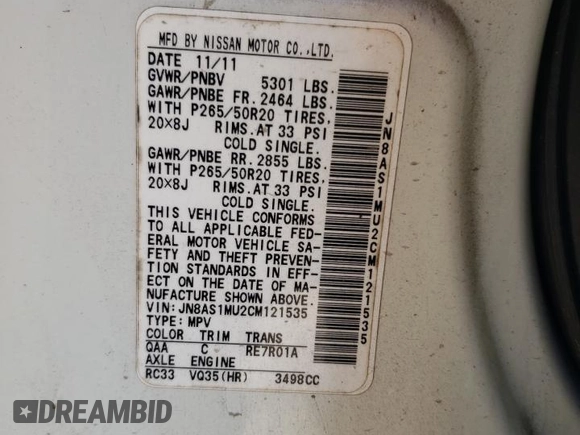 MFD BY NISSAN MOTOR CO.,LTD.
DATE 11/11
GVWR/PNBV 5301 LBS.
GAWR/PNBE FR. 2464 LBS.
WITH P265/50R20 TIRES.
20×8J RIMS.AT 33 PSI
COLD SINGLE.
GAWR/PNBE RR. 2855 LBS.
WITH P265/50R20 TIRES.
20×8J RIMS.AT 33 PSI
COLD SINGLE.
THIS VEHICLE CONFORMS
TO ALL APPLICABLE FED-
ERAL MOTOR VEHICLE SA-
FETY AND THEFT PREVEN-
TION STANDARDS IN EFF-
ECT ON THE DATE OF MA-
NUFACTURE SHOWN ABOVE.
VIN: JN8AS1MU2CM121535
TYPE: MPV
COLOR TRIM TRANS
QAA C RE7R01A
AXLE ENGINE
RC33 VQ35(HR) 3498CC
JN8AS1MU2CM121535
DREAMBID